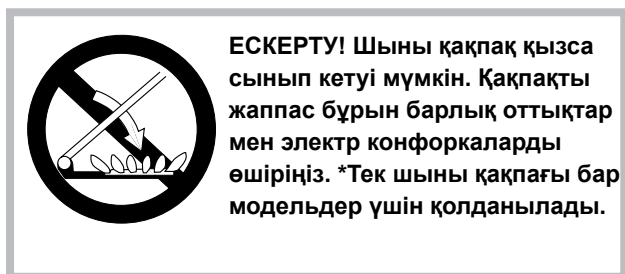 ЕСКЕРТУ! Шыны қақпақ қызса
сынып кетуі мүмкін. Қақпақты
жаппас бұрын барлық оттықтар
мен электр конфоркаларды
өшіріңіз. *Тек шыны қақпағы бар
модельдер үшін қолданылады.